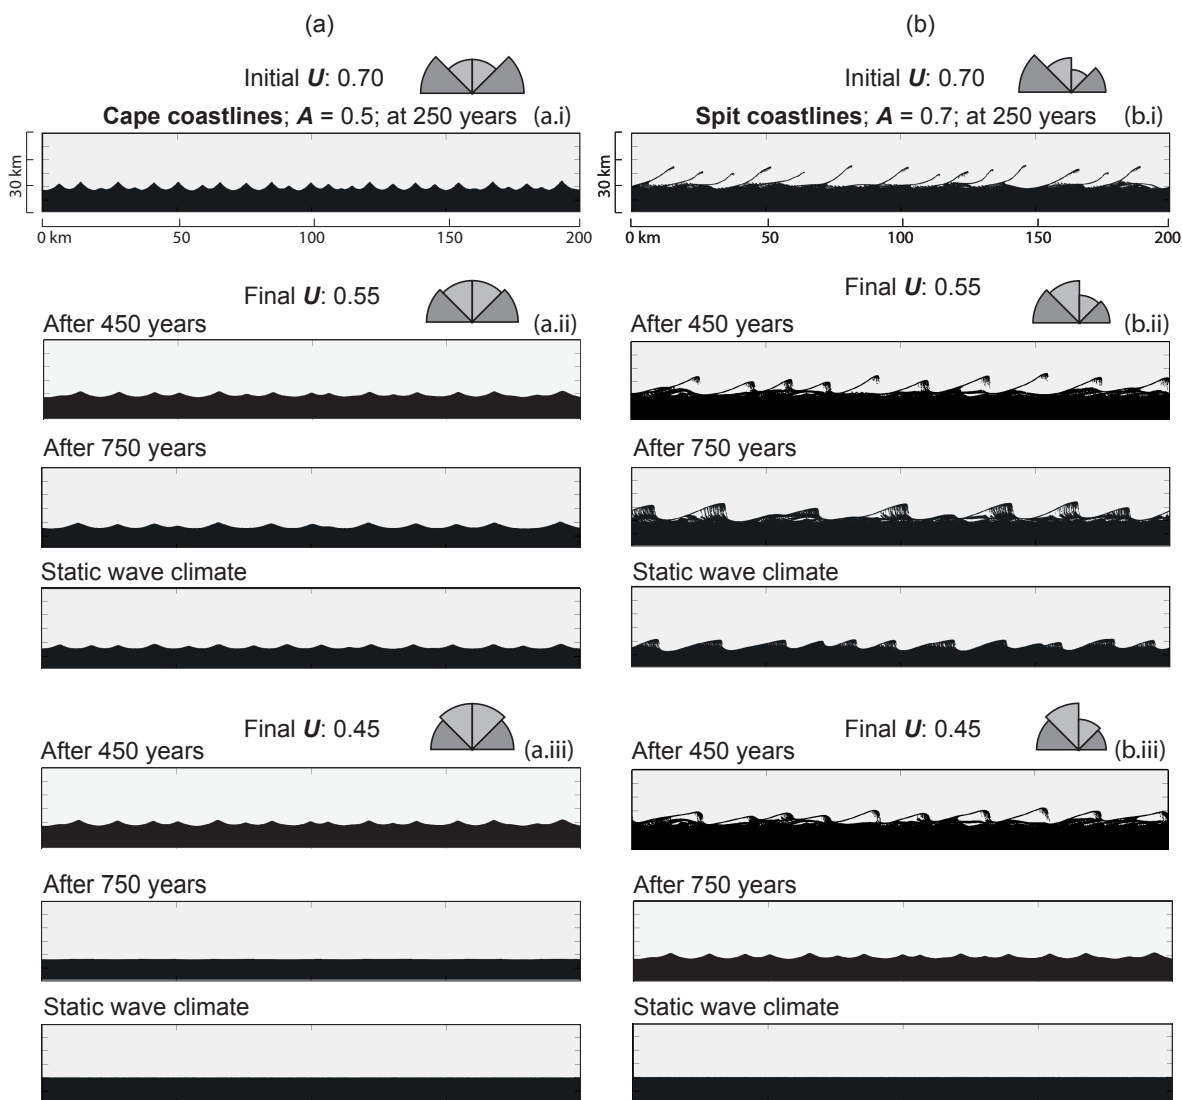 (a)
Initial U: 0.70
Cape coastlines; A = 0.5; at 250 years (a.i)
30 km
0 km 50 100 150 200
Final U: 0.55
After 450 years (a.ii)
After 750 years
Static wave climate
Final U: 0.45
After 450 years (a.iii)
After 750 years
Static wave climate
(b)
Initial U: 0.70
Spit coastlines; A = 0.7; at 250 years (b.i)
30 km
0 km 50 100 150 200
Final U: 0.55
After 450 years (b.ii)
After 750 years
Static wave climate
Final U: 0.45
After 450 years (b.iii)
After 750 years
Static wave climate